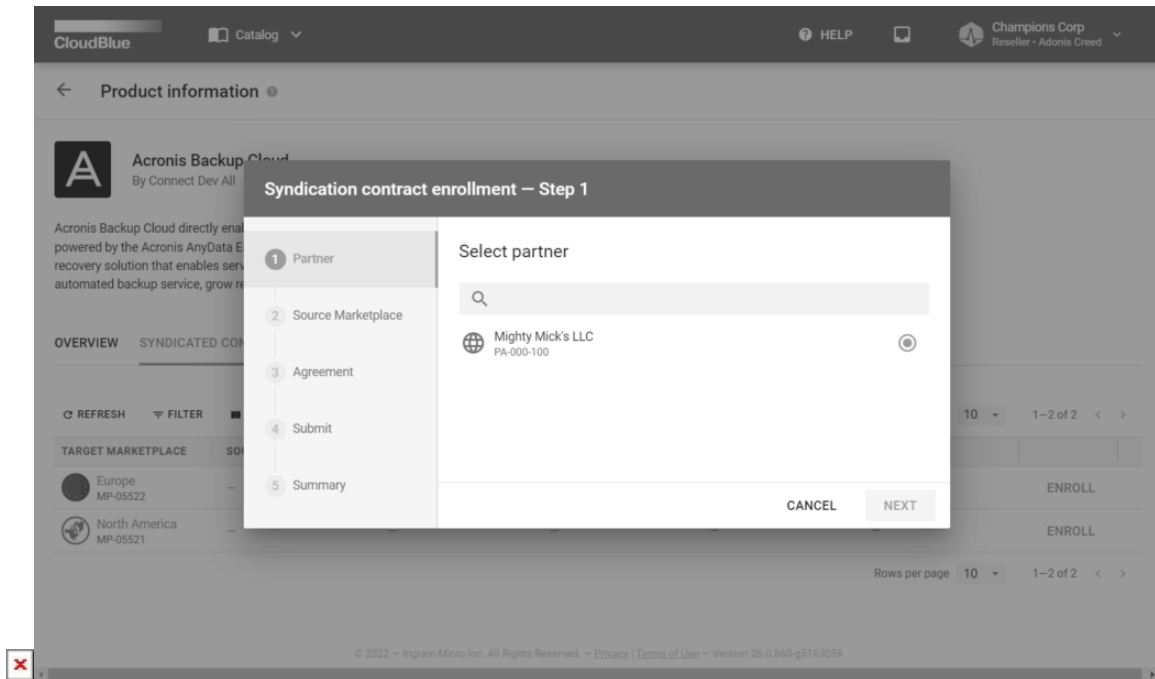 CloudBlue
Catalog
HELP
Champions Corp
Reseller • Adonis Creed
Product information
Acronis Backup Cloud
By Connect Dev All
Acronis Backup Cloud directly
powered by the Acronis AnyData
recovery solution that enables
automated backup service, grow
OVERVIEW SYNDICATED
Syndication contract enrollment — Step 1
1 Partner
2 Source Marketplace
3 Agreement
4 Submit
5 Summary
Select partner
Mighty Mick's LLC
PA-000-100
CANCEL NEXT
REFRESH FILTER
10 1–2 of 2
TARGET MARKETPLACE
Europe
MP-05522
— ENROLL
North America
MP-05521
— — — — — ENROLL
Rows per page 10 1–2 of 2
© 2022 – Ingram Micro Inc. All Rights Reserved. – Privacy | Terms of Use – Version 26.0.860-g5163059